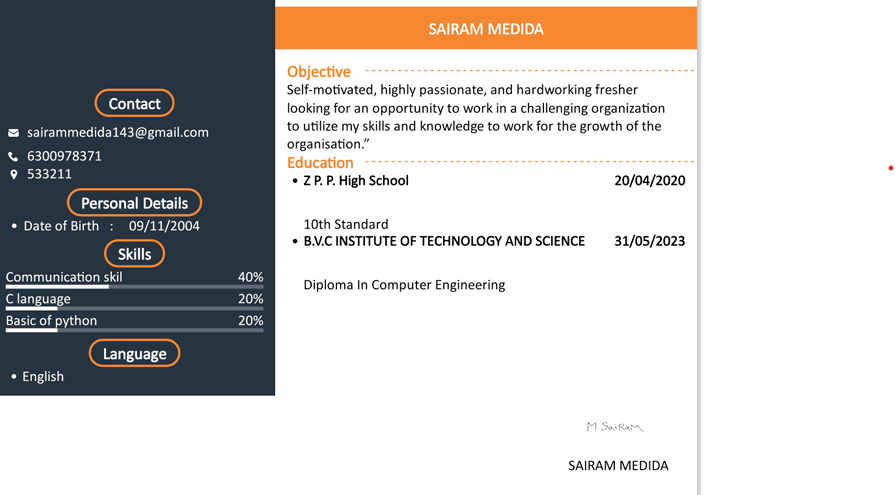 SAIRAM MEDIDA
Contact
sairammedida143@gmail.com
6300978371
533211
Personal Details
• Date of Birth : 09/11/2004
Skills
Communication skil 40%
C language 20%
Basic of python 20%
Language
• English
Objective
Self-motivated, highly passionate, and hardworking fresher
looking for an opportunity to work in a challenging organization
to utilize my skills and knowledge to work for the growth of the
organisation.”
Education
• Z P. P. High School 20/04/2020
10th Standard
• B.V.C INSTITUTE OF TECHNOLOGY AND SCIENCE 31/05/2023
Diploma In Computer Engineering
M SaiRam
SAIRAM MEDIDA